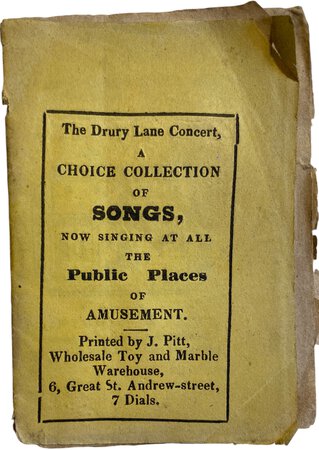 The Drury Lane Concert,
A
CHOICE COLLECTION
OF
SONGS,
NOW SINGING AT ALL
THE
Public Places
OF
AMUSEMENT.
Printed by J. Pitt,
Wholesale Toy and Marble
Warehouse,
6, Great St. Andrew-street,
7 Dials.